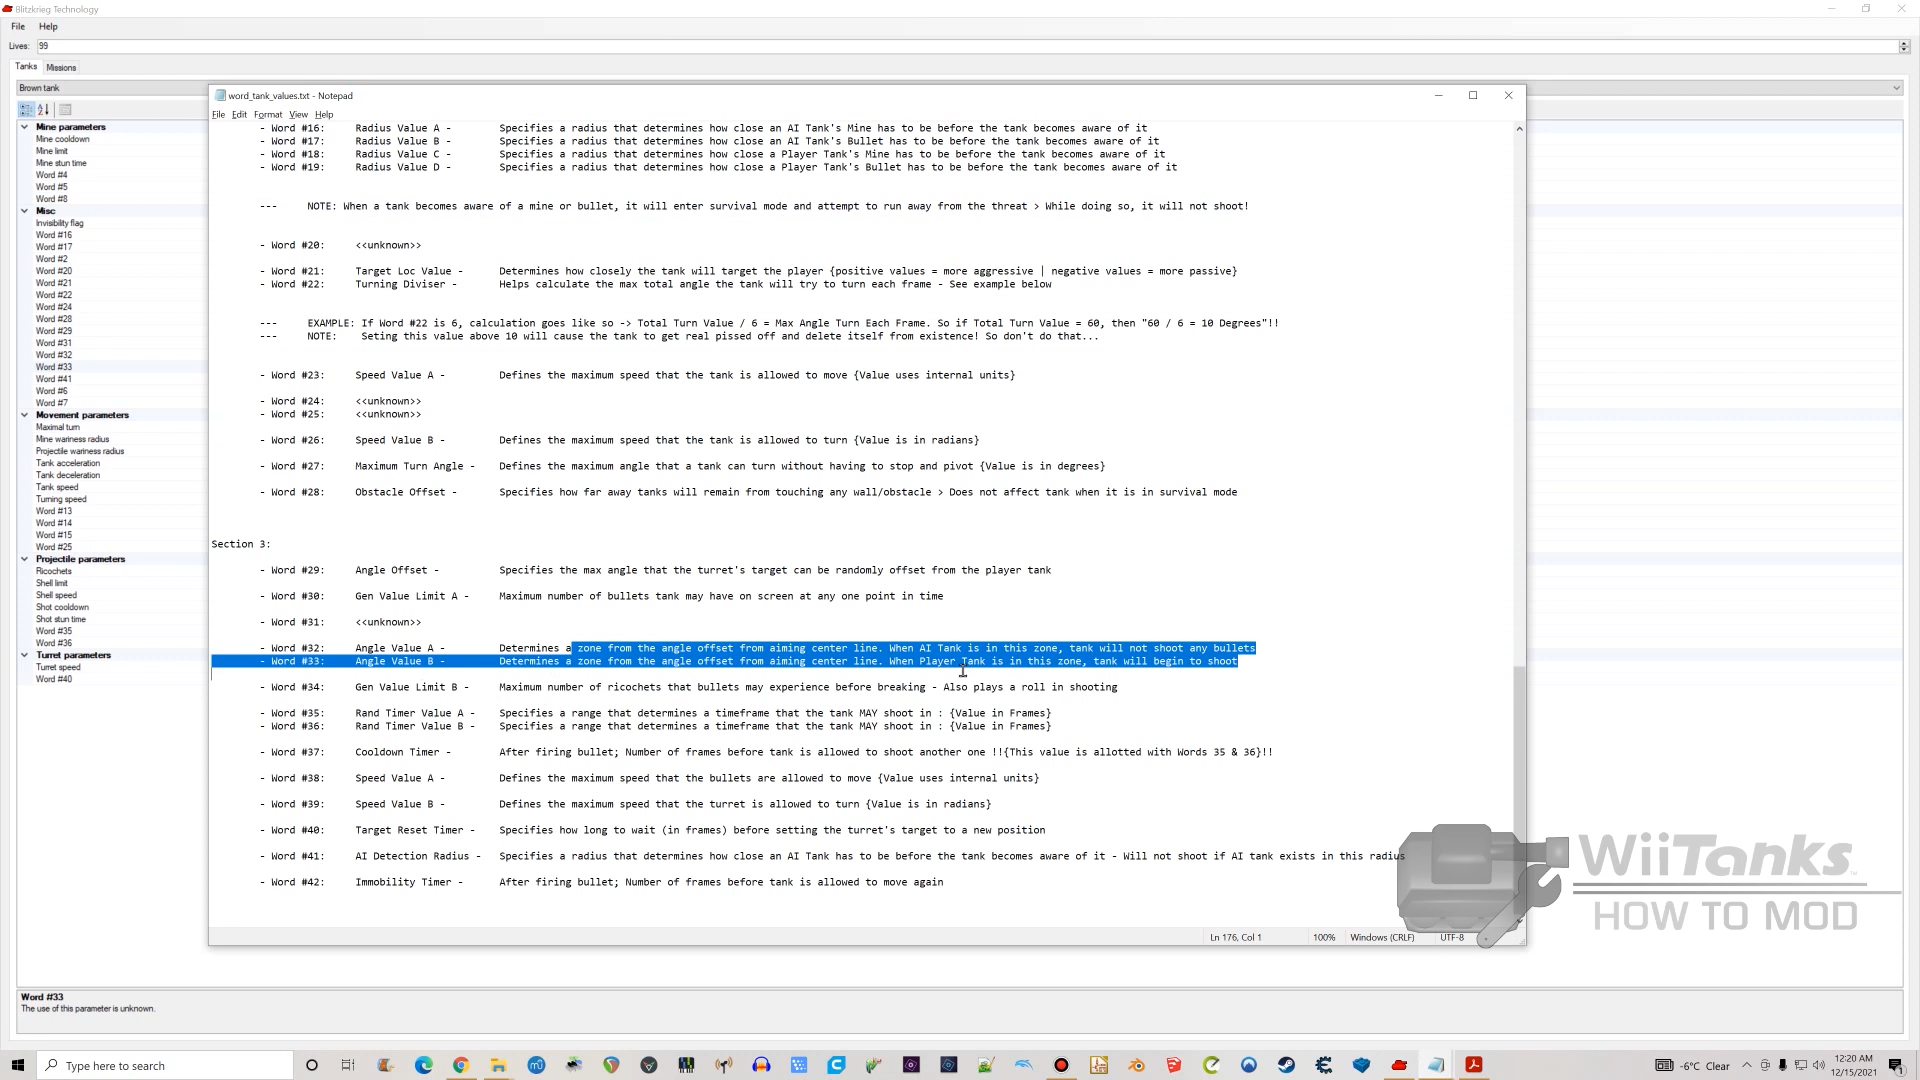 Blitzkrieg Technology
File Help
Lives: 99
Tanks Missions
Brown tank
Mine parameters
Mine cooldown
Mine limit
Mine stun time
Word #4
Word #5
Word #8
Misc
Invisibility flag
Word #16
Word #17
Word #2
Word #20
Word #21
Word #22
Word #24
Word #28
Word #29
Word #31
Word #32
Word #33
Word #41
Word #6
Word #7
Movement parameters
Maximal turn
Mine wariness radius
Projectile wariness radius
Tank acceleration
Tank deceleration
Tank speed
Turning speed
Word #13
Word #14
Word #15
Word #25
Projectile parameters
Ricochets
Shell limit
Shell speed
Shot cooldown
Shot stun time
Word #35
Word #36
Turret parameters
Turret speed
Word #40
Word #33
The use of this parameter is unknown.
word_tank_values.txt - Notepad
File Edit Format View Help
- Word #16: Radius Value A - Specifies a radius that determines how close an AI Tank's Mine has to be before the tank becomes aware of it
- Word #17: Radius Value B - Specifies a radius that determines how close an AI Tank's Bullet has to be before the tank becomes aware of it
- Word #18: Radius Value C - Specifies a radius that determines how close a Player Tank's Mine has to be before the tank becomes aware of it
- Word #19: Radius Value D - Specifies a radius that determines how close a Player Tank's Bullet has to be before the tank becomes aware of it
--- NOTE: When a tank becomes aware of a mine or bullet, it will enter survival mode and attempt to run away from the threat > While doing so, it will not shoot!
- Word #20: <<unknown>>
- Word #21: Target Loc Value - Determines how closely the tank will target the player {positive values = more aggressive | negative values = more passive}
- Word #22: Turning Diviser - Helps calculate the max total angle the tank will try to turn each frame - See example below
--- EXAMPLE: If Word #22 is 6, calculation goes like so -> Total Turn Value / 6 = Max Angle Turn Each Frame. So if Total Turn Value = 60, then "60 / 6 = 10 Degrees"!!
--- NOTE: Seting this value above 10 will cause the tank to get real pissed off and delete itself from existence! So don't do that...
- Word #23: Speed Value A - Defines the maximum speed that the tank is allowed to move {Value uses internal units}
- Word #24: <<unknown>>
- Word #25: <<unknown>>
- Word #26: Speed Value B - Defines the maximum speed that the tank is allowed to turn {Value is in radians}
- Word #27: Maximum Turn Angle - Defines the maximum angle that a tank can turn without having to stop and pivot {Value is in degrees}
- Word #28: Obstacle Offset - Specifies how far away tanks will remain from touching any wall/obstacle > Does not affect tank when it is in survival mode
Section 3:
- Word #29: Angle Offset - Specifies the max angle that the turret's target can be randomly offset from the player tank
- Word #30: Gen Value Limit A - Maximum number of bullets tank may have on screen at any one point in time
- Word #31: <<unknown>>
- Word #32: Angle Value A - Determines a zone from the angle offset from aiming center line. When AI Tank is in this zone, tank will not shoot any bullets
- Word #33: Angle Value B - Determines a zone from the angle offset from aiming center line. When Player Tank is in this zone, tank will begin to shoot
- Word #34: Gen Value Limit B - Maximum number of ricochets that bullets may experience before breaking - Also plays a roll in shooting
- Word #35: Rand Timer Value A - Specifies a range that determines a timeframe that the tank MAY shoot in : {Value in Frames}
- Word #36: Rand Timer Value B - Specifies a range that determines a timeframe that the tank MAY shoot in : {Value in Frames}
- Word #37: Cooldown Timer - After firing bullet; Number of frames before tank is allowed to shoot another one !!{This value is allotted with Words 35 & 36}!!
- Word #38: Speed Value A - Defines the maximum speed that the bullets are allowed to move {Value uses internal units}
- Word #39: Speed Value B - Defines the maximum speed that the turret is allowed to turn {Value is in radians}
- Word #40: Target Reset Timer - Specifies how long to wait (in frames) before setting the turret's target to a new position
- Word #41: AI Detection Radius - Specifies a radius that determines how close an AI Tank has to be before the tank becomes aware of it - Will not shoot if AI tank exists in this radius
- Word #42: Immobility Timer - After firing bullet; Number of frames before tank is allowed to move again
Ln 176, Col 1 100% Windows (CRLF) UTF-8
WiiTanks
HOW TO MOD
Type here to search
-6°C Clear
12:20 AM
12/15/2021